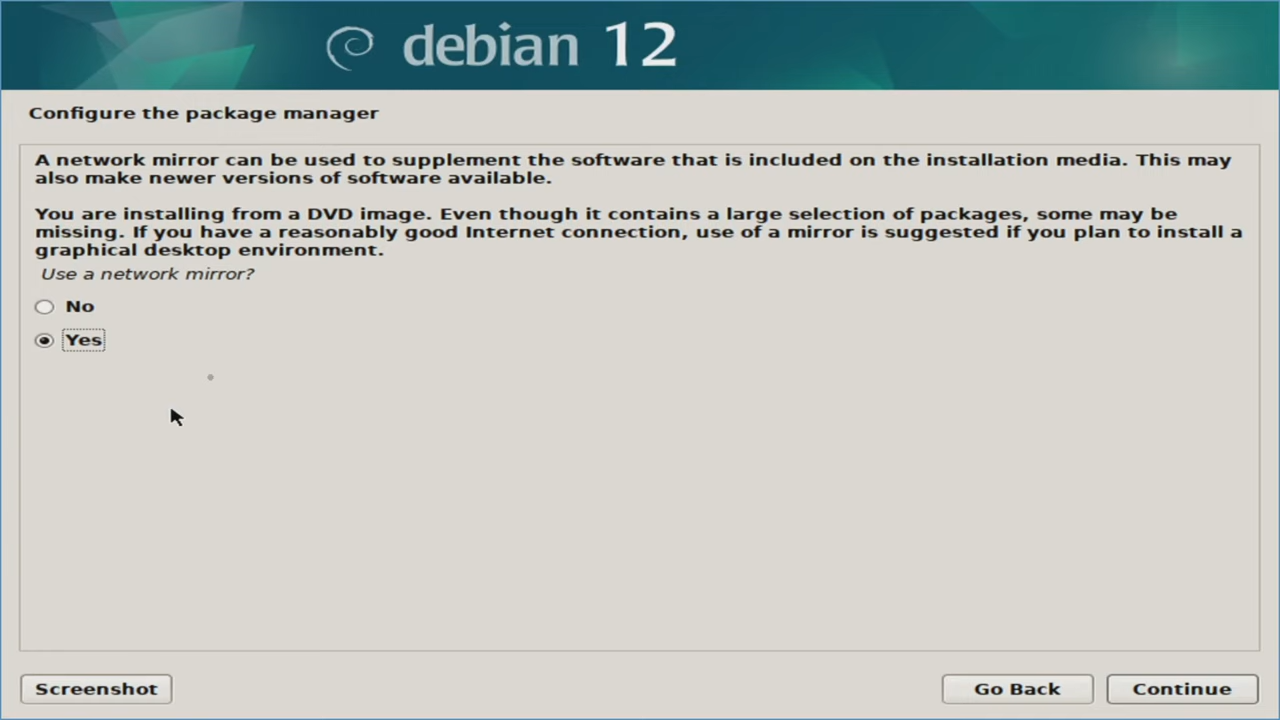 debian 12
Configure the package manager
A network mirror can be used to supplement the software that is included on the installation media. This may
also make newer versions of software available.
You are installing from a DVD image. Even though it contains a large selection of packages, some may be
missing. If you have a reasonably good Internet connection, use of a mirror is suggested if you plan to install a
graphical desktop environment.
Use a network mirror?
No
Yes
Screenshot
Go Back
Continue